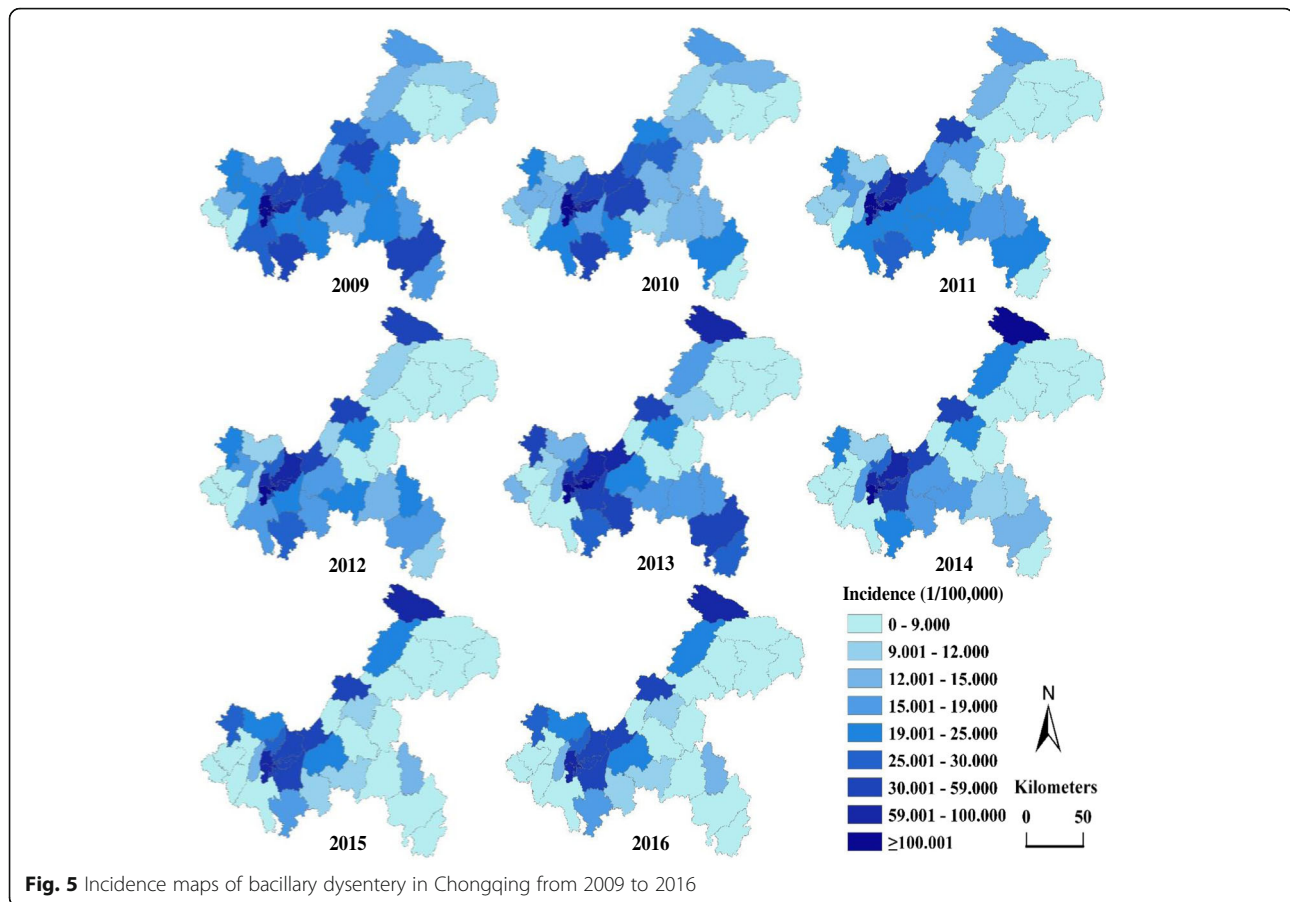 2009
2010
2011
2012
2013
2014
2015
2016
Incidence (1/100,000)
0 - 9.000
9.001 - 12.000
12.001 - 15.000
15.001 - 19.000
19.001 - 25.000
25.001 - 30.000
30.001 - 59.000
59.001 - 100.000
≥100.001
N
Kilometers
0 50
Fig. 5 Incidence maps of bacillary dysentery in Chongqing from 2009 to 2016